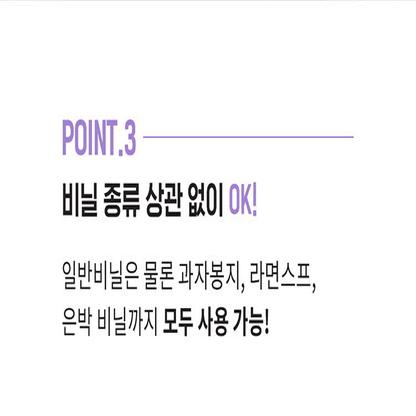 POINT.3
비닐 종류 상관 없이 OK!
일반비닐은 물론 과자봉지, 라면스프,
은박 비닐까지 모두 사용 가능!